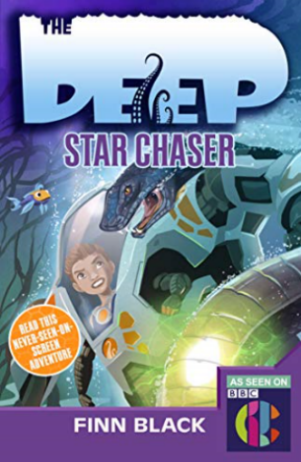 THE
DEEP
STAR CHASER
READ THIS
NEVER-SEEN-ON-
SCREEN
ADVENTURE
AS SEEN ON
BBC
FINN BLACK